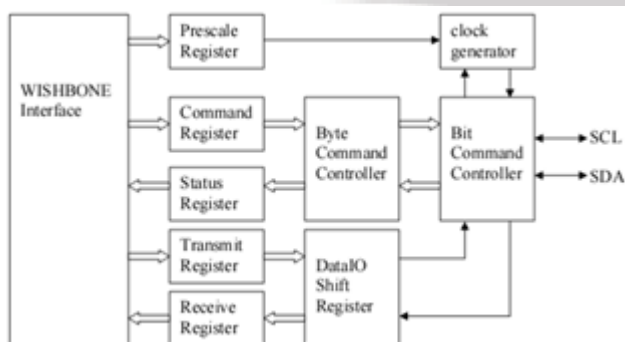 Prescale
Register
clock
generator
WISHBONE
Interface
Command
Register
Byte
Command
Controller
Bit
Command
Controller
SCL
SDA
Status
Register
Transmit
Register
DataIO
Shift
Register
Receive
Register